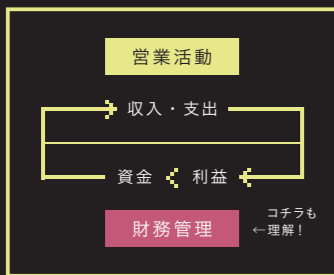 営業活動
収入・支出
資金 利益
コチラも
財務管理 ←理解!